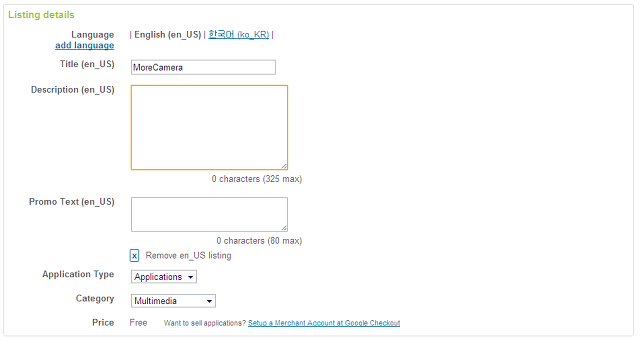 Listing details
Language | English (en_US) | 한국어 (ko_KR) |
add language
Title (en_US) MoreCamera
Description (en_US)
0 characters (325 max)
Promo Text (en_US)
0 characters (80 max)
x Remove en_US listing
Application Type Applications
Category Multimedia
Price Free Want to sell applications? Setup a Merchant Account at Google Checkout